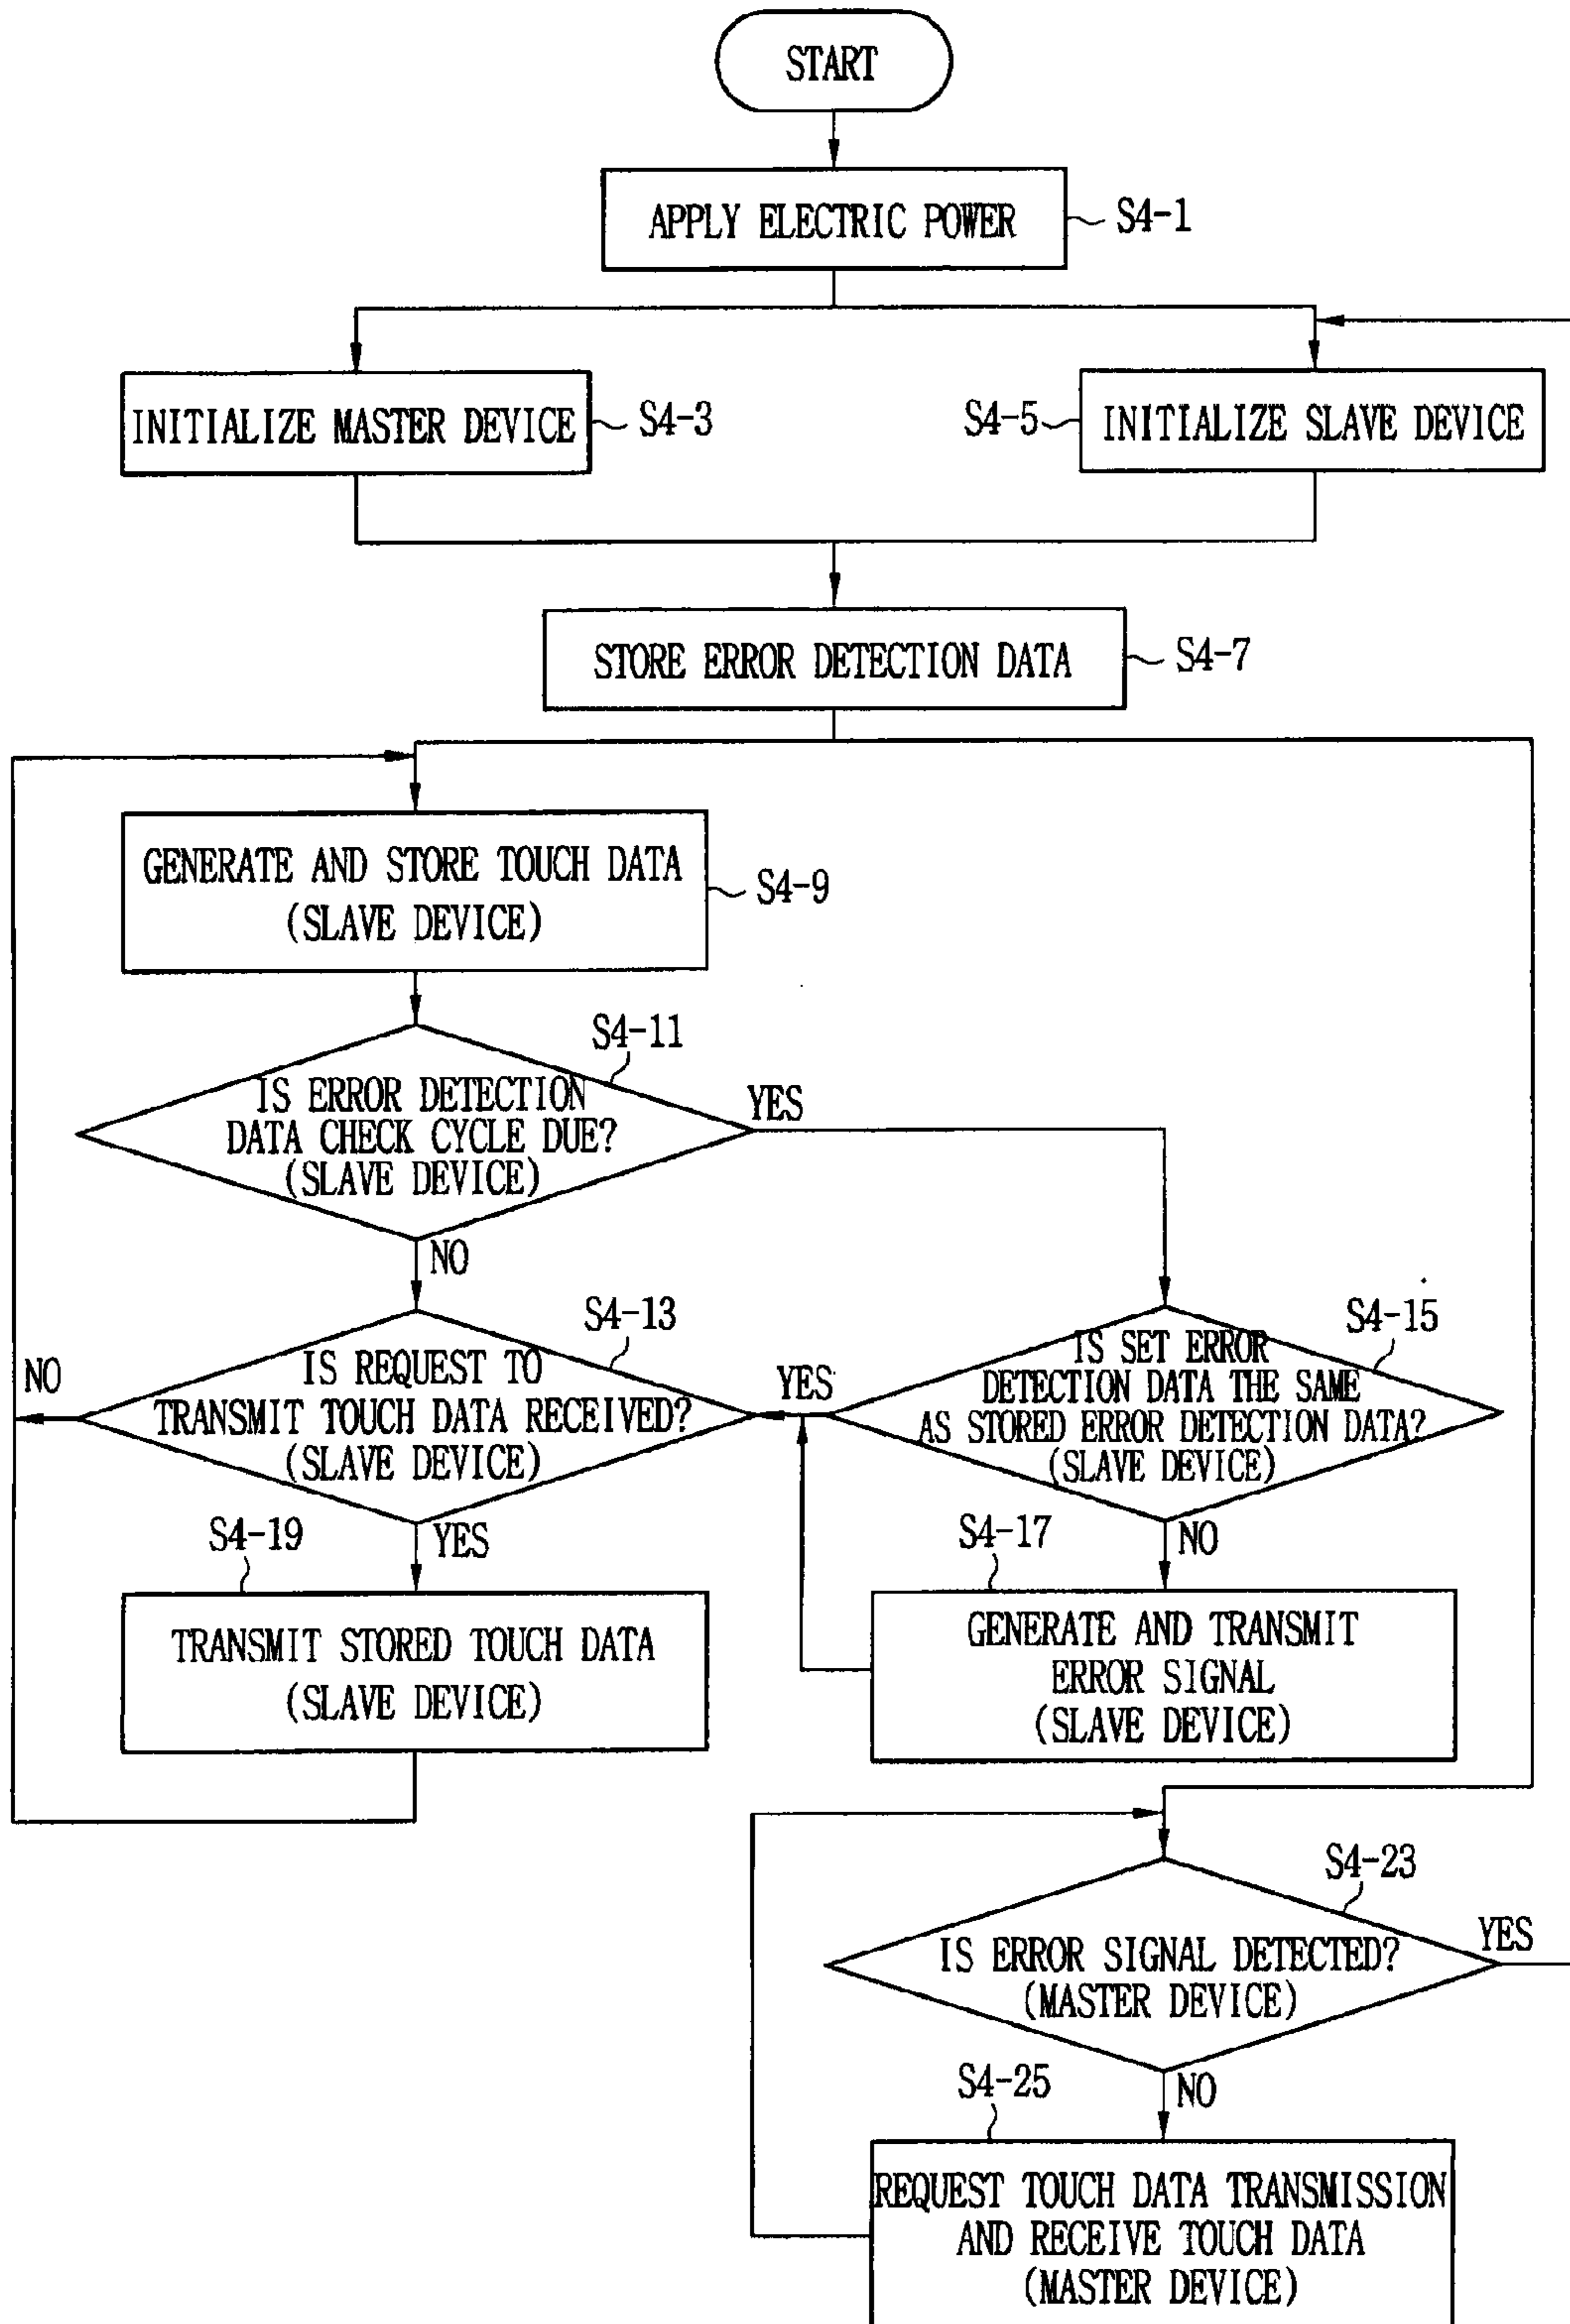 START
APPLY ELECTRIC POWER
S4-1
INITIALIZE MASTER DEVICE
S4-3
S4-5
INITIALIZE SLAVE DEVICE
STORE ERROR DETECTION DATA
S4-7
GENERATE AND STORE TOUCH DATA
(SLAVE DEVICE)
S4-9
S4-11
IS ERROR DETECTION
DATA CHECK CYCLE DUE?
(SLAVE DEVICE)
YES
NO
S4-13
IS REQUEST TO
TRANSMIT TOUCH DATA RECEIVED?
(SLAVE DEVICE)
NO
YES
S4-15
IS SET ERROR
DETECTION DATA THE SAME
AS STORED ERROR DETECTION DATA?
(SLAVE DEVICE)
YES
NO
S4-19
TRANSMIT STORED TOUCH DATA
(SLAVE DEVICE)
S4-17
GENERATE AND TRANSMIT
ERROR SIGNAL
(SLAVE DEVICE)
S4-23
IS ERROR SIGNAL DETECTED?
(MASTER DEVICE)
YES
NO
S4-25
REQUEST TOUCH DATA TRANSMISSION
AND RECEIVE TOUCH DATA
(MASTER DEVICE)